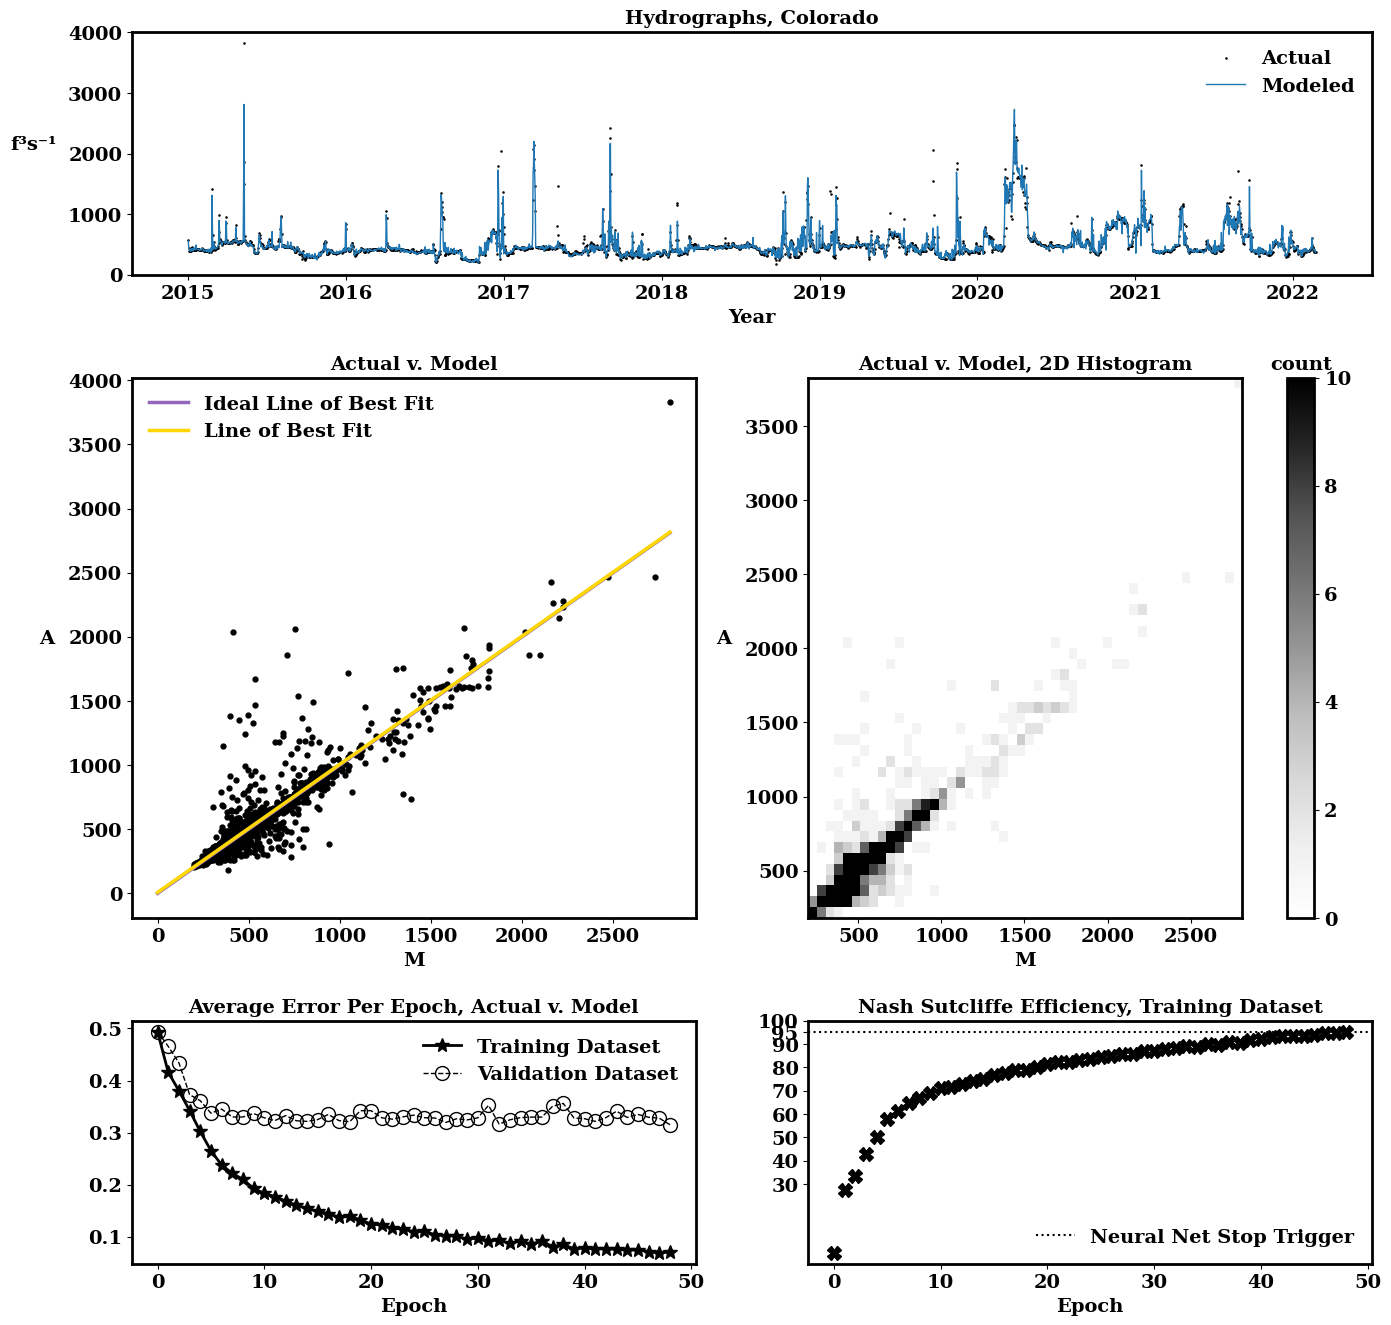 Hydrographs, Colorado
4000
3000
2000
1000
0
f³s⁻¹
Actual
Modeled
2015 2016 2017 2018 2019 2020 2021 2022
Year
Actual v. Model
4000
3500
3000
2500
2000
1500
1000
500
0
A
Ideal Line of Best Fit
Line of Best Fit
0 500 1000 1500 2000 2500
M
Actual v. Model, 2D Histogram
3500
3000
2500
2000
1500
1000
500
A
500 1000 1500 2000 2500
M
count
10
8
6
4
2
0
Average Error Per Epoch, Actual v. Model
0.5
0.4
0.3
0.2
0.1
Training Dataset
Validation Dataset
0 10 20 30 40 50
Epoch
Nash Sutcliffe Efficiency, Training Dataset
100
95
90
80
70
60
50
40
30
Neural Net Stop Trigger
0 10 20 30 40 50
Epoch